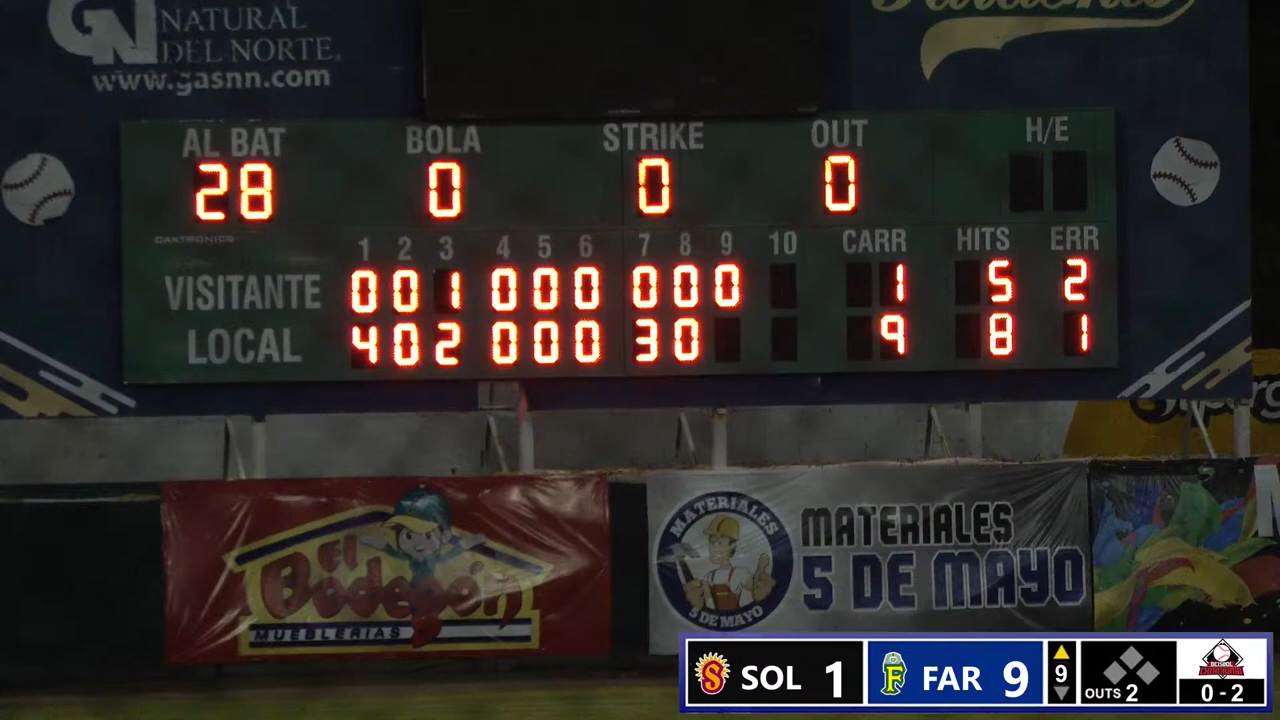 NATURAL
GN DEL NORTE.
www.gasnn.com
AL BAT BOLA STRIKE OUT H/E
28 0 0 0
DAKTRONICS
1 2 3 4 5 6 7 8 9 10 CARR HITS ERR
VISITANTE 0 0 1 0 0 0 0 0 0 1 5 2
LOCAL 4 0 2 0 0 0 3 0 9 8 1
El
Bodegón
MUEBLERIAS
MATERIALES
5 DE MAYO
MATERIALES
5 DE MAYO
SOL 1 F FAR 9 9 OUTS 2 0 - 2